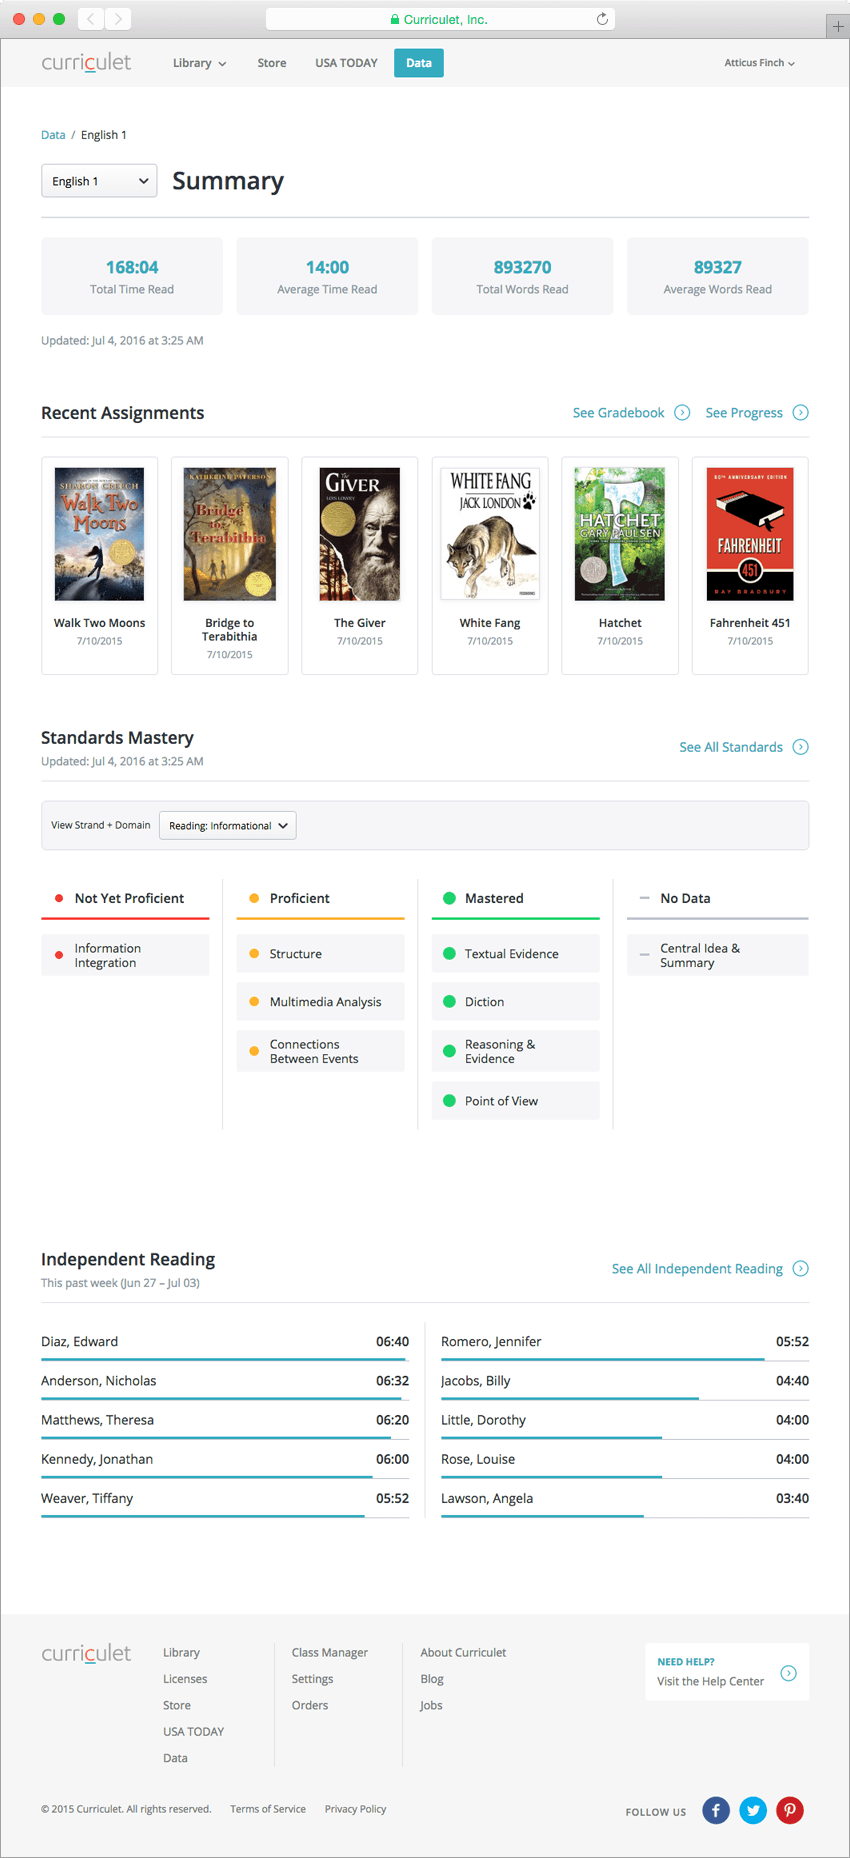 Curriculet, Inc.
curriculet
Library
Store
USA TODAY
Data
Atticus Finch
Data / English 1
English 1
Summary
168:04
Total Time Read
14:00
Average Time Read
893270
Total Words Read
89327
Average Words Read
Updated: Jul 4, 2016 at 3:25 AM
Recent Assignments
See Gradebook
See Progress
SHARON CREECH
Walk Two
Moons
KATHERINE PATERSON
Bridge
to
Terabithia
The
GIVER
LOIS LOWRY
WHITE FANG
JACK LONDON
HATCHET
GARY PAULSEN
60TH ANNIVERSARY EDITION
FAHRENHEIT
451
RAY BRADBURY
Walk Two Moons
7/10/2015
Bridge to
Terabithia
7/10/2015
The Giver
7/10/2015
White Fang
7/10/2015
Hatchet
7/10/2015
Fahrenheit 451
7/10/2015
Standards Mastery
Updated: Jul 4, 2016 at 3:25 AM
See All Standards
View Strand + Domain
Reading: Informational
Not Yet Proficient
Information
Integration
Proficient
Structure
Multimedia Analysis
Connections
Between Events
Mastered
Textual Evidence
Diction
Reasoning &
Evidence
Point of View
No Data
Central Idea &
Summary
Independent Reading
This past week (Jun 27 – Jul 03)
See All Independent Reading
Diaz, Edward 06:40
Anderson, Nicholas 06:32
Matthews, Theresa 06:20
Kennedy, Jonathan 06:00
Weaver, Tiffany 05:52
Romero, Jennifer 05:52
Jacobs, Billy 04:40
Little, Dorothy 04:00
Rose, Louise 04:00
Lawson, Angela 03:40
curriculet
Library
Licenses
Store
USA TODAY
Data
Class Manager
Settings
Orders
About Curriculet
Blog
Jobs
NEED HELP?
Visit the Help Center
© 2015 Curriculet. All rights reserved.
Terms of Service
Privacy Policy
FOLLOW US